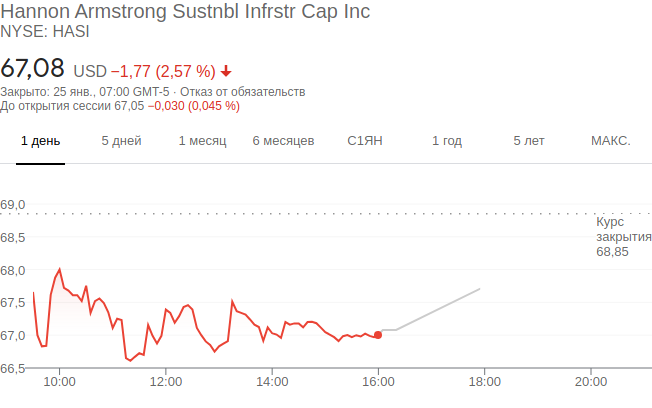 Hannon Armstrong Sustnbl Infrstr Cap Inc
NYSE: HASI
67,08 USD −1,77 (2,57 %)
Закрыто: 25 янв., 07:00 GMT-5 · Отказ от обязательств
До открытия сессии 67,05 −0,030 (0,045 %)
1 день 5 дней 1 месяц 6 месяцев С1ЯН 1 год 5 лет МАКС.
69,0
Курс
закрытия
68,85
68,5
68,0
67,5
67,0
66,5
10:00 12:00 14:00 16:00 18:00 20:00